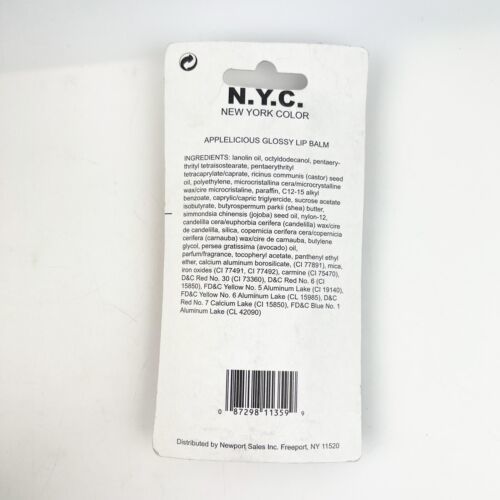 N.Y.C.
NEW YORK COLOR
APPLELICIOUS GLOSSY LIP BALM
INGREDIENTS: lanolin oil, octyldodecanol, pentaery-
thrityl tetraisostearate, pentaerythrityl
tetracaprylate/caprate, ricinus communis (castor) seed
oil, polyethylene, microcristallina cera/microcrystalline
wax/cire microcristalline, paraffin, C12-15 alkyl
benzoate, caprylic/capric triglyceride, sucrose acetate
isobutyrate, butyrospermum parkii (shea) butter,
simmondsia chinensis (jojoba) seed oil, nylon-12,
candelilla cera/euphorbia cerifera (candelilla) wax/cire
de candelilla, silica, copernicia cerifera cera/copernicia
cerifera (carnauba) wax/cire de carnauba, butylene
glycol, persea gratissima (avocado) oil,
parfum/fragrance, tocopheryl acetate, panthenyl ethyl
ether, calcium aluminum borosilicate, (CI 77891), mica,
iron oxides (CI 77491, CI 77492), carmine (CI 75470),
D&C Red No. 30 (CI 73360), D&C Red No. 6 (CI
15850), FD&C Yellow No. 5 Aluminum Lake (CI 19140),
FD&C Yellow No. 6 Aluminum Lake (CL 15985), D&C
Red No. 7 Calcium Lake (CI 15850), FD&C Blue No. 1
Aluminum Lake (CL 42090)
0 87298 11359 9
Distributed by Newport Sales Inc. Freeport, NY 11520